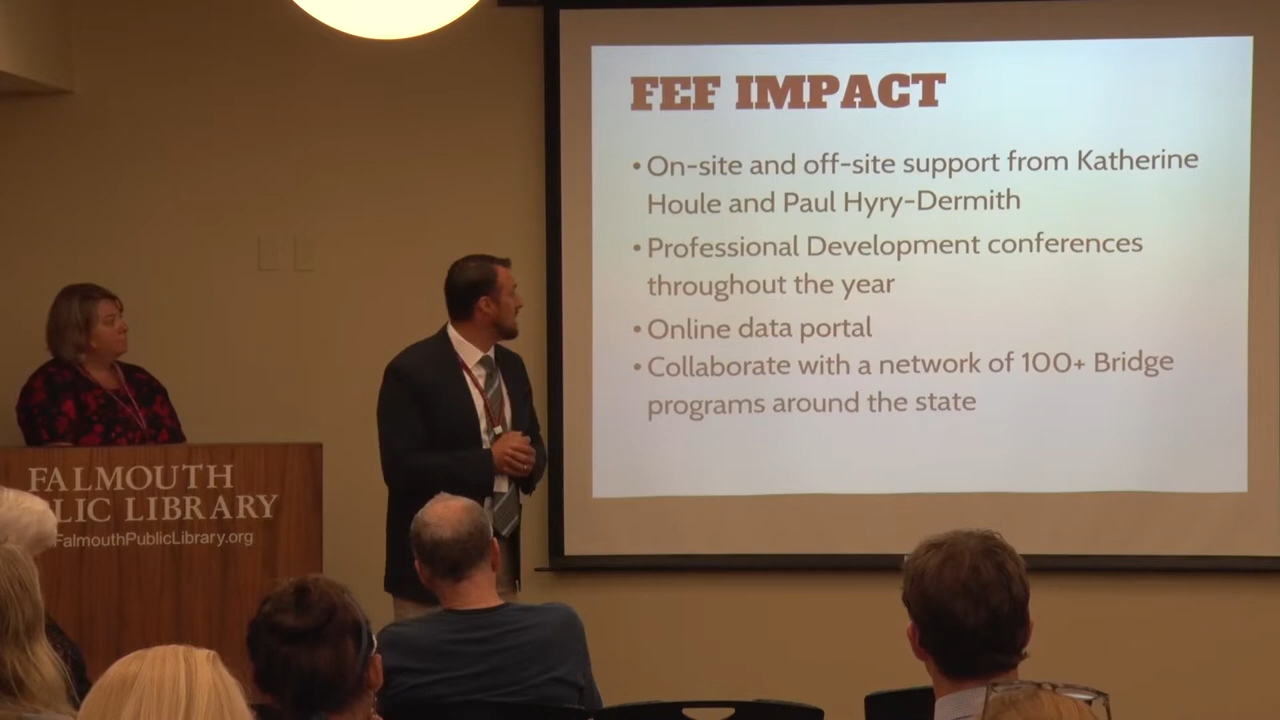 FEF IMPACT
• On-site and off-site support from Katherine
Houle and Paul Hyry-Dermith
• Professional Development conferences
throughout the year
• Online data portal
• Collaborate with a network of 100+ Bridge
programs around the state
FALMOUTH
LIC LIBRARY
FalmouthPublicLibrary.org